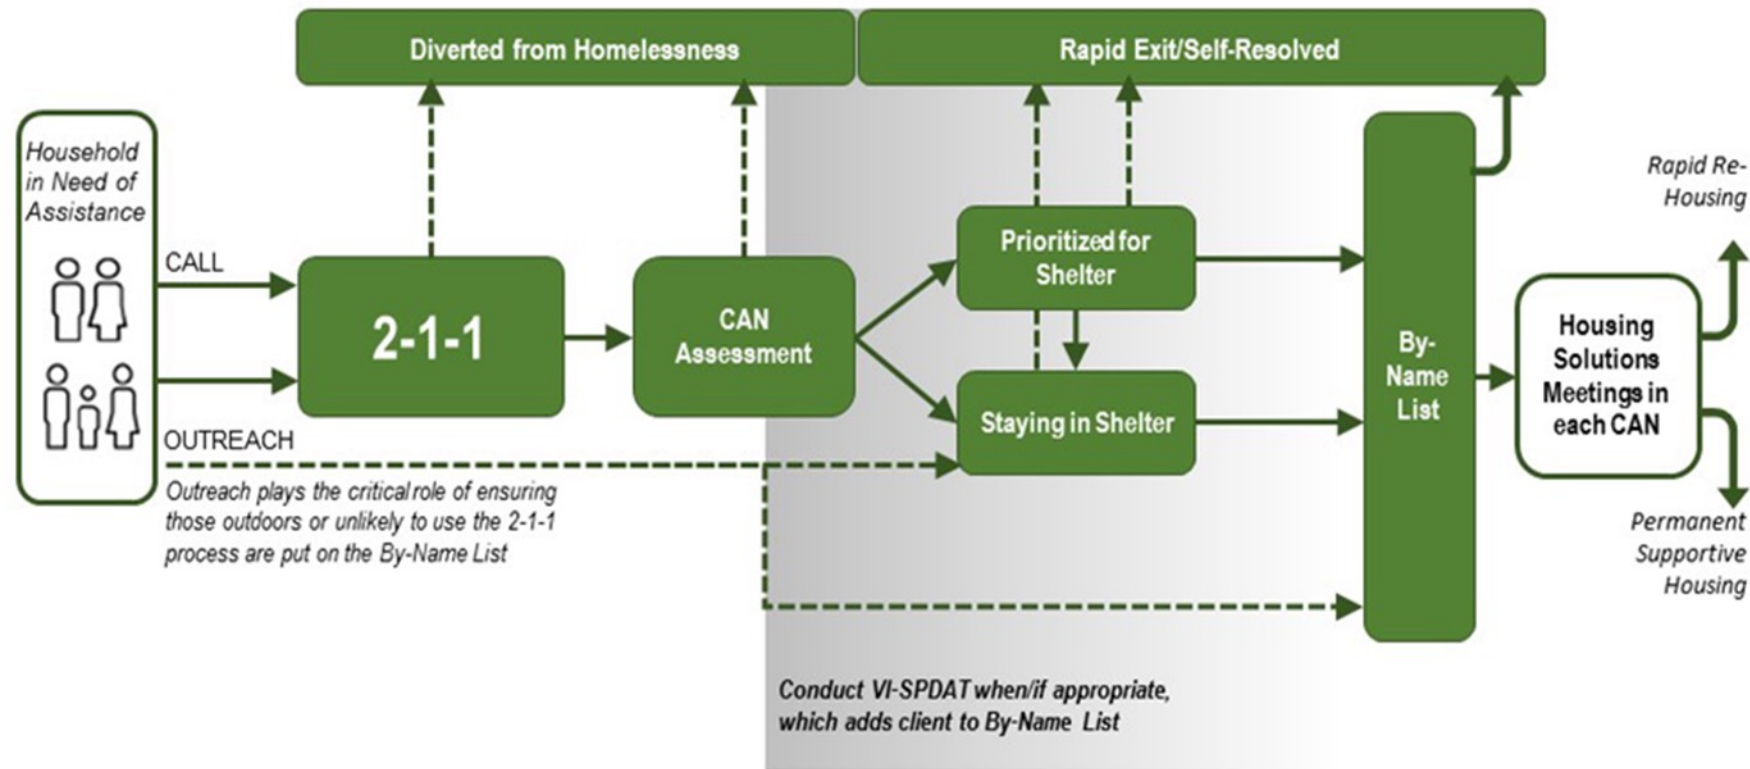 Diverted from Homelessness
Rapid Exit/Self-Resolved
Household
in Need of
Assistance
CALL
2-1-1
CAN
Assessment
Prioritized for
Shelter
Staying in Shelter
By-
Name
List
Housing
Solutions
Meetings in
each CAN
Rapid Re-
Housing
Permanent
Supportive
Housing
OUTREACH
Outreach plays the critical role of ensuring
those outdoors or unlikely to use the 2-1-1
process are put on the By-Name List
Conduct VI-SPDAT when/if appropriate,
which adds client to By-Name List